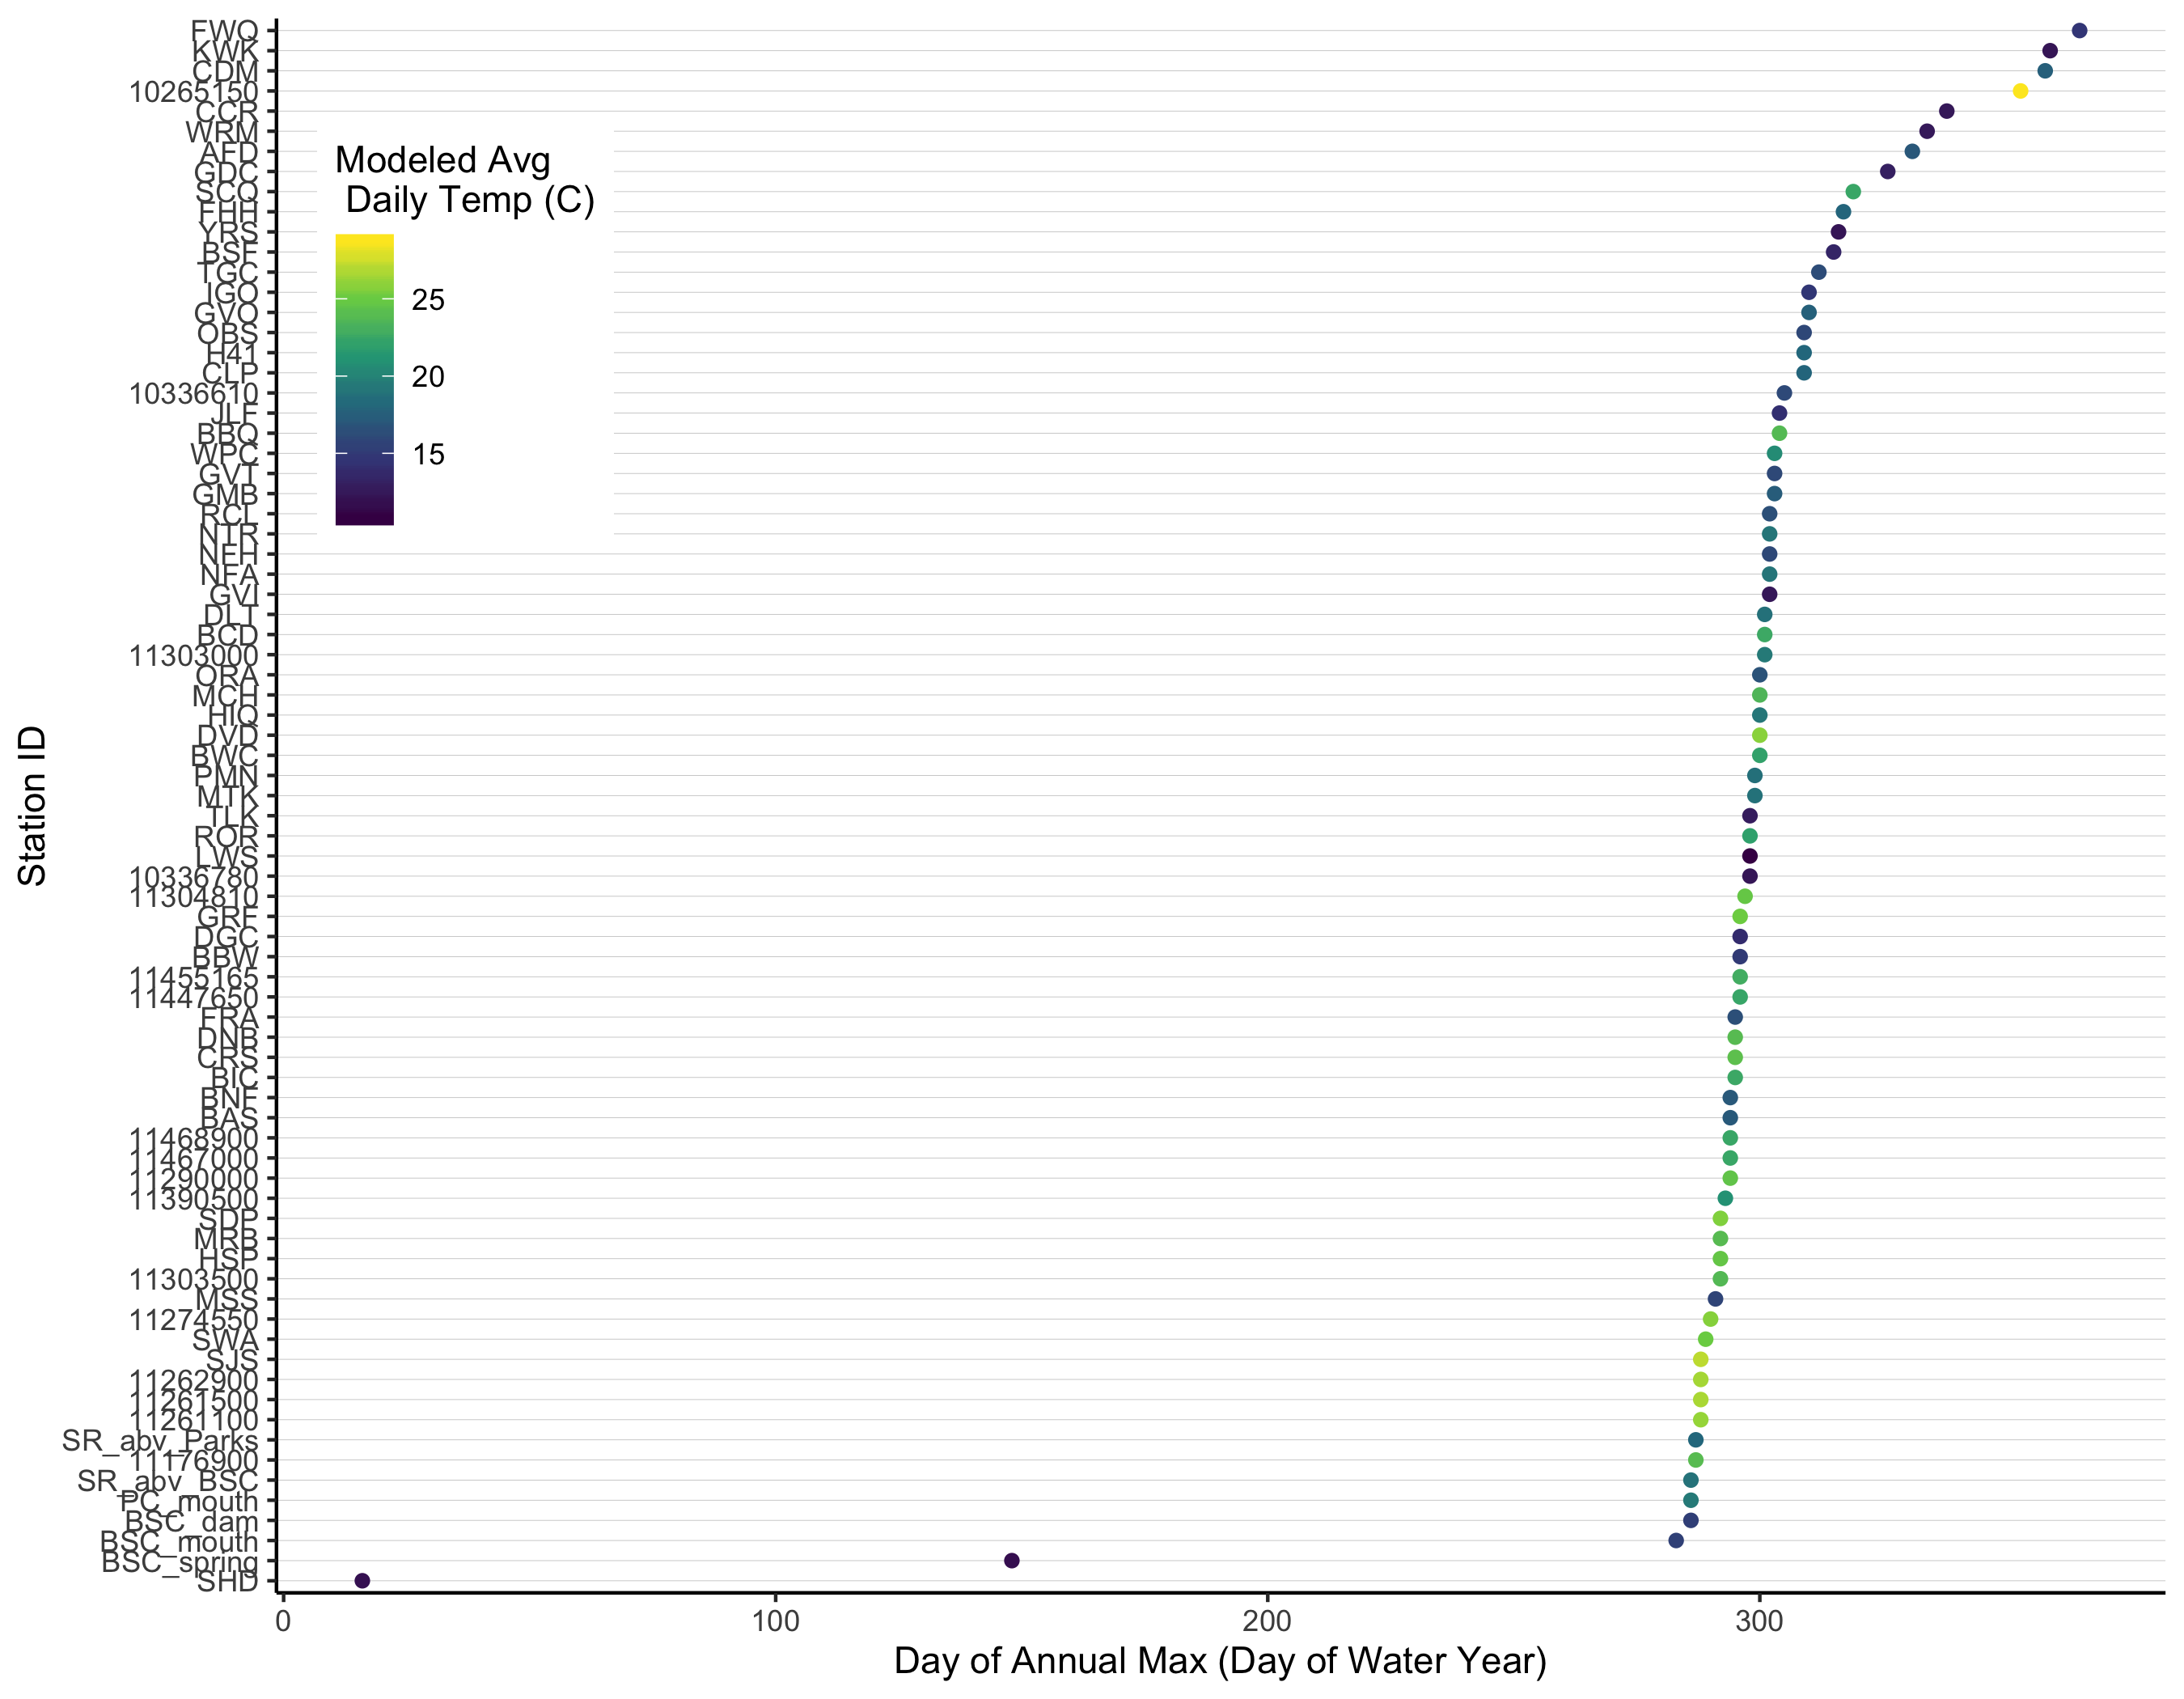 FWQ
KWK
CDM
10265150
CCR
WRM
AFD
GDC
SCQ
FHH
YRS
BSF
TGC
IGO
GVO
OBS
H41
CLP
10336610
JLF
BBQ
WPC
GVT
GMB
RCL
NTR
NFH
NFA
GVI
DLT
BCD
11303000
ORA
MCH
HIQ
DVD
BWC
PMN
MTK
TLK
ROR
LWS
10336780
11304810
GRF
DGC
BBW
11455165
11447650
FRA
DNB
CRS
BIC
BNF
BAS
11468900
11467000
11290000
11390500
SDP
MRB
HSP
11303500
MSS
11274550
SWA
SJS
11262900
11261500
11261100
SR_abv_Parks
11176900
SR_abv_BSC
PC_mouth
BSC_dam
BSC_mouth
BSC_spring
SHD
Station ID
Modeled Avg
Daily Temp (C)
25
20
15
0 100 200 300
Day of Annual Max (Day of Water Year)